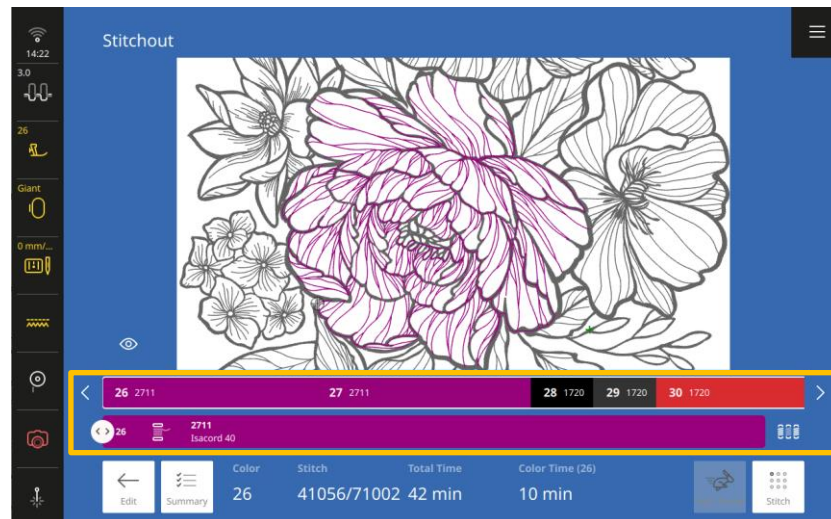 14:22
Stitchout
3.0
26
Giant
0 mm/...
26 2711 27 2711 28 1720 29 1720 30 1720
26 2711
Isacord 40
Color Stitch Total Time Color Time (26)
26 41056/71002 42 min 10 min
Edit Summary Stitch